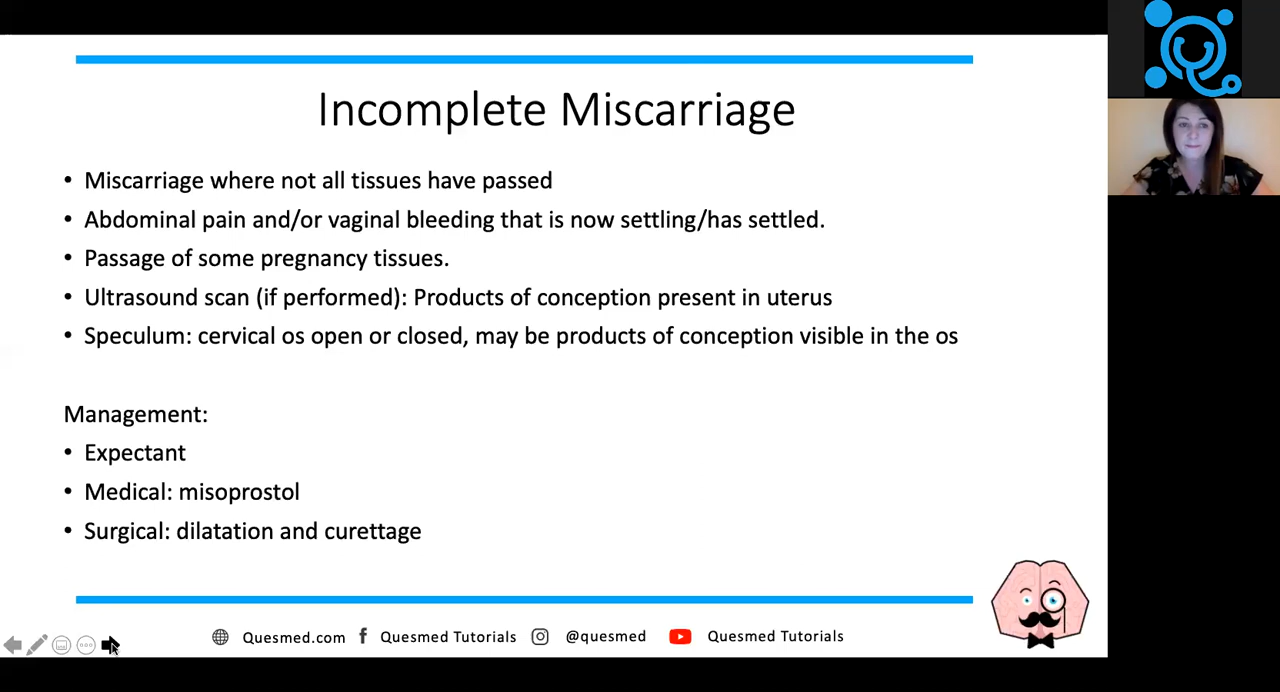 Incomplete Miscarriage
• Miscarriage where not all tissues have passed
• Abdominal pain and/or vaginal bleeding that is now settling/has settled.
• Passage of some pregnancy tissues.
• Ultrasound scan (if performed): Products of conception present in uterus
• Speculum: cervical os open or closed, may be products of conception visible in the os
Management:
• Expectant
• Medical: misoprostol
• Surgical: dilatation and curettage
Quesmed.com Quesmed Tutorials @quesmed Quesmed Tutorials